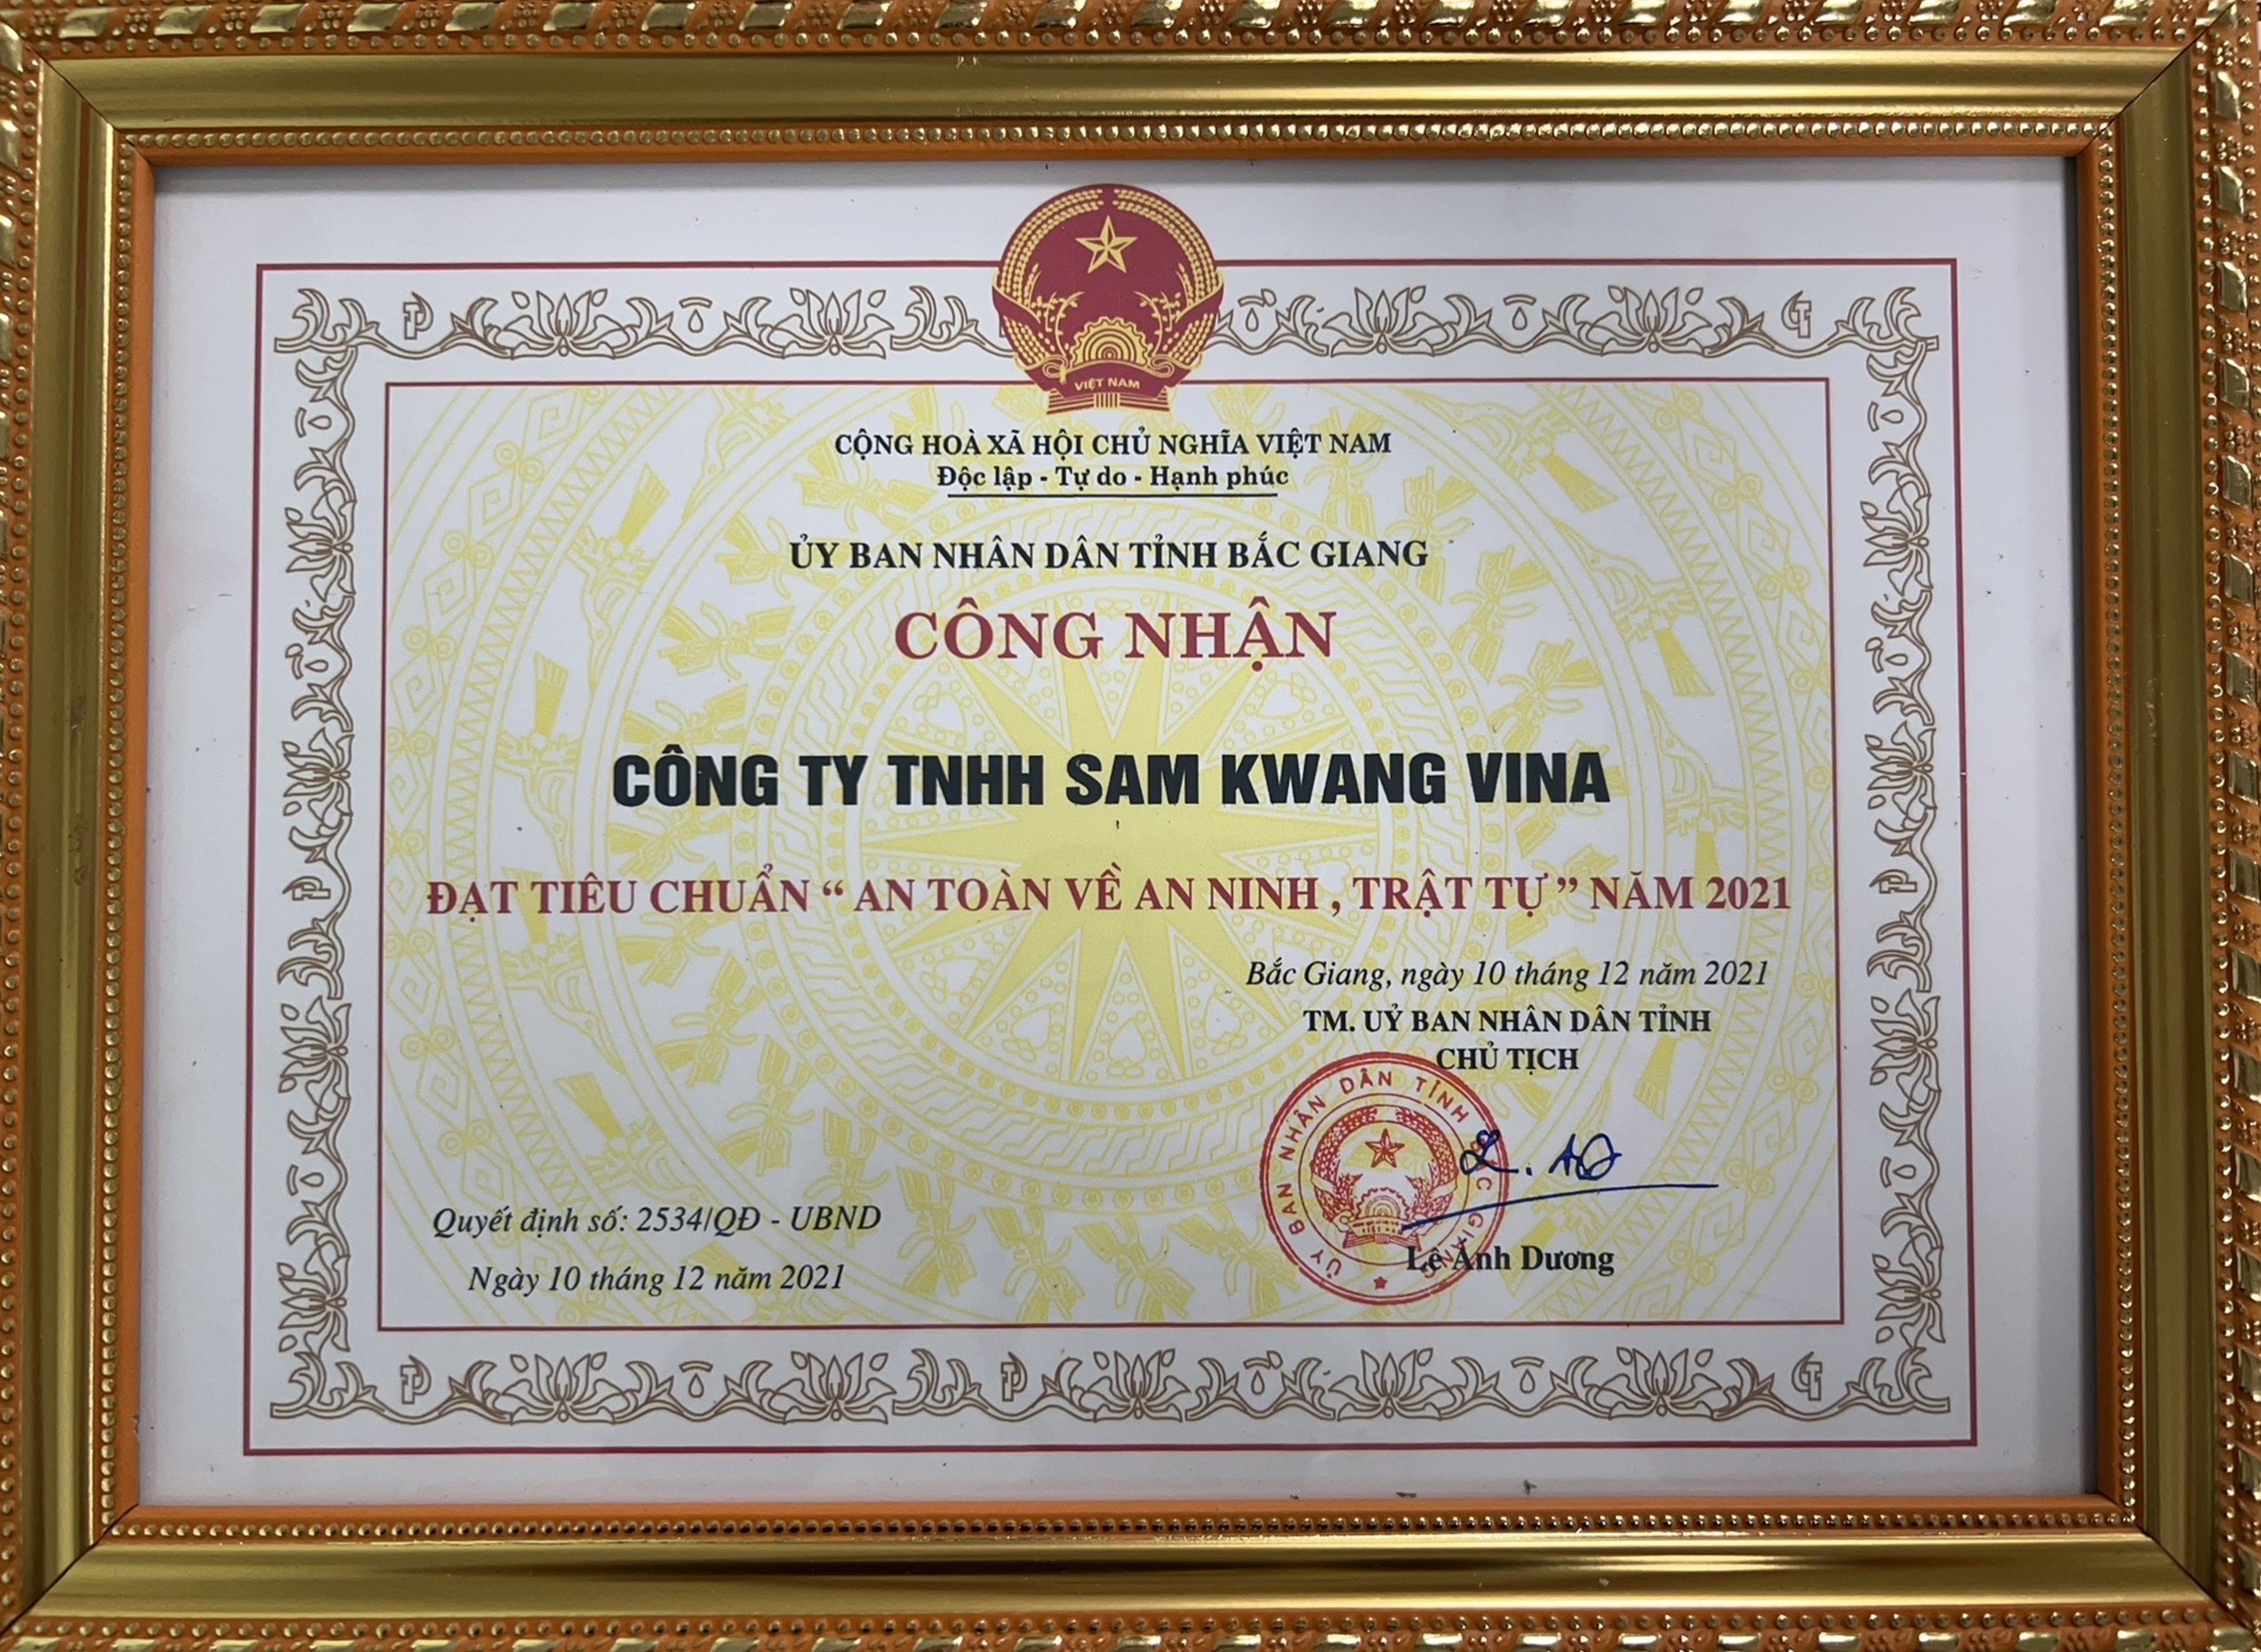 VIỆT NAM
CỘNG HOÀ XÃ HỘI CHỦ NGHĨA VIỆT NAM
Độc lập - Tự do - Hạnh phúc
ỦY BAN NHÂN DÂN TỈNH BẮC GIANG
CÔNG NHẬN
CÔNG TY TNHH SAM KWANG VINA
ĐẠT TIÊU CHUẨN “ AN TOÀN VỀ AN NINH , TRẬT TỰ ” NĂM 2021
Bắc Giang, ngày 10 tháng 12 năm 2021
TM. UỶ BAN NHÂN DÂN TỈNH
CHỦ TỊCH
ỦY BAN NHÂN DÂN TỈNH BẮC GIANG
Lê Ánh Dương
Quyết định số: 2534/QĐ - UBND
Ngày 10 tháng 12 năm 2021